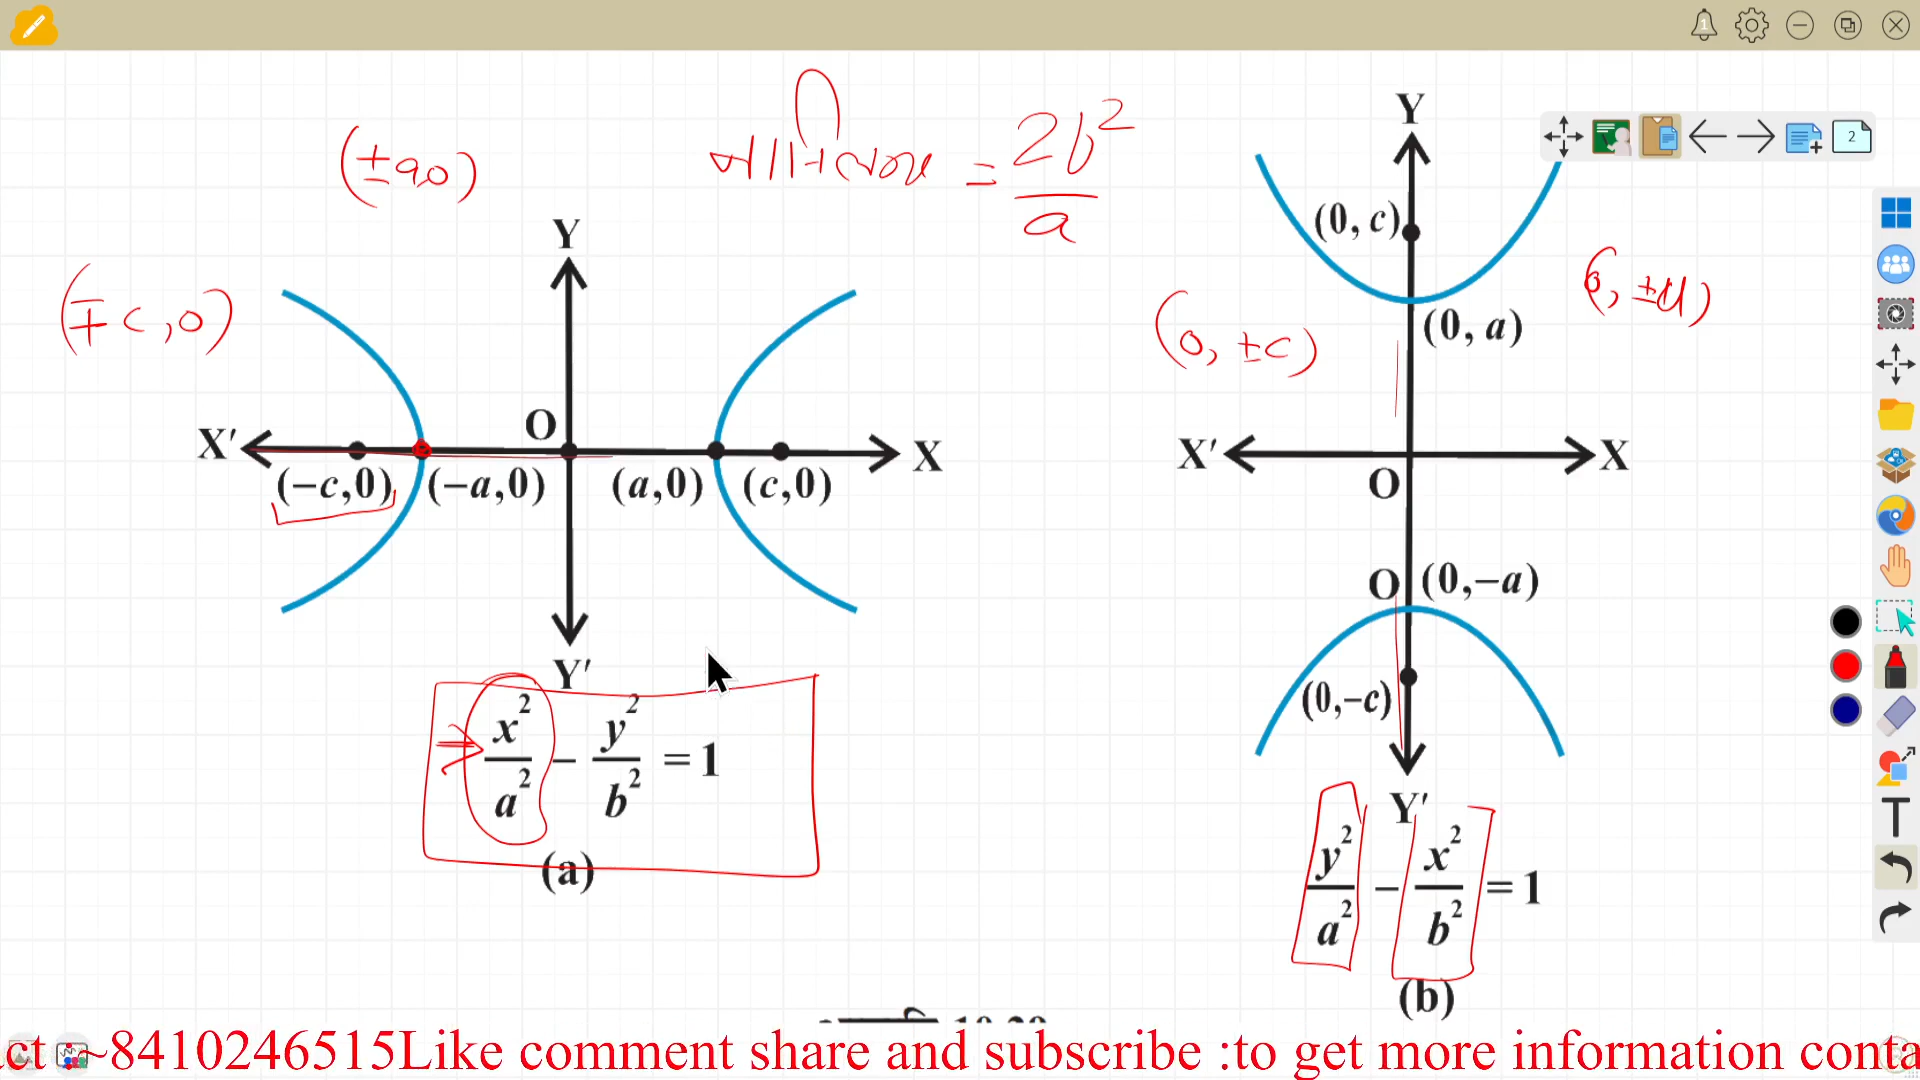 (±a,0)
= 2b²/a
(∓c,0)
(0, ±c)
Y
X′
X
O
(−c,0)
(−a,0)
(a,0)
(c,0)
Y′
⇒ x²/a² − y²/b² = 1
(a)
Y
2
(0, c)
(0, a)
X′
X
O
O
(0,−a)
(0,−c)
Y′
y²/a² − x²/b² = 1
(b)
~8410246515Like comment share and subscribe :to get more information